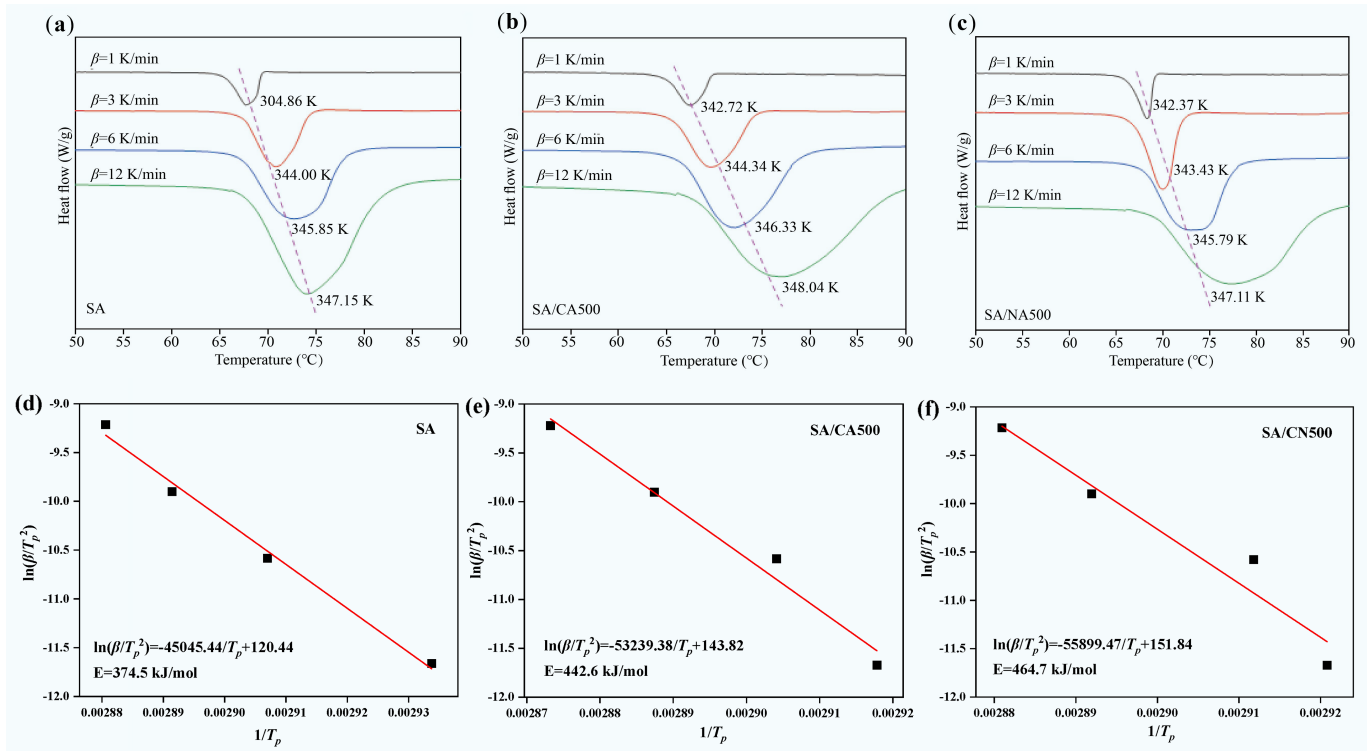 (a)
β=1 K/min
304.86 K
β=3 K/min
344.00 K
β=6 K/min
345.85 K
β=12 K/min
347.15 K
SA
Heat flow (W/g)
50 55 60 65 70 75 80 85 90
Temperature (°C)
(b)
β=1 K/min
342.72 K
β=3 K/min
344.34 K
β=6 K/min
346.33 K
β=12 K/min
348.04 K
SA/CA500
Heat flow (W/g)
50 55 60 65 70 75 80 85 90
Temperature (°C)
(c)
β=1 K/min
342.37 K
β=3 K/min
343.43 K
β=6 K/min
345.79 K
β=12 K/min
347.11 K
SA/NA500
Heat flow (W/g)
50 55 60 65 70 75 80 85 90
Temperature (°C)
(d)
SA
-9.0
-9.5
-10.0
-10.5
-11.0
-11.5
-12.0
ln(β/Tp²)
ln(β/Tp²)=-45045.44/Tp+120.44
E=374.5 kJ/mol
0.00288 0.00289 0.00290 0.00291 0.00292 0.00293
1/Tp
(e)
SA/CA500
-9.0
-9.5
-10.0
-10.5
-11.0
-11.5
-12.0
ln(β/Tp²)
ln(β/Tp²)=-53239.38/Tp+143.82
E=442.6 kJ/mol
0.00287 0.00288 0.00289 0.00290 0.00291 0.00292
1/Tp
(f)
SA/CN500
-9.0
-9.5
-10.0
-10.5
-11.0
-11.5
-12.0
ln(β/Tp²)
ln(β/Tp²)=-55899.47/Tp+151.84
E=464.7 kJ/mol
0.00288 0.00289 0.00290 0.00291 0.00292
1/Tp